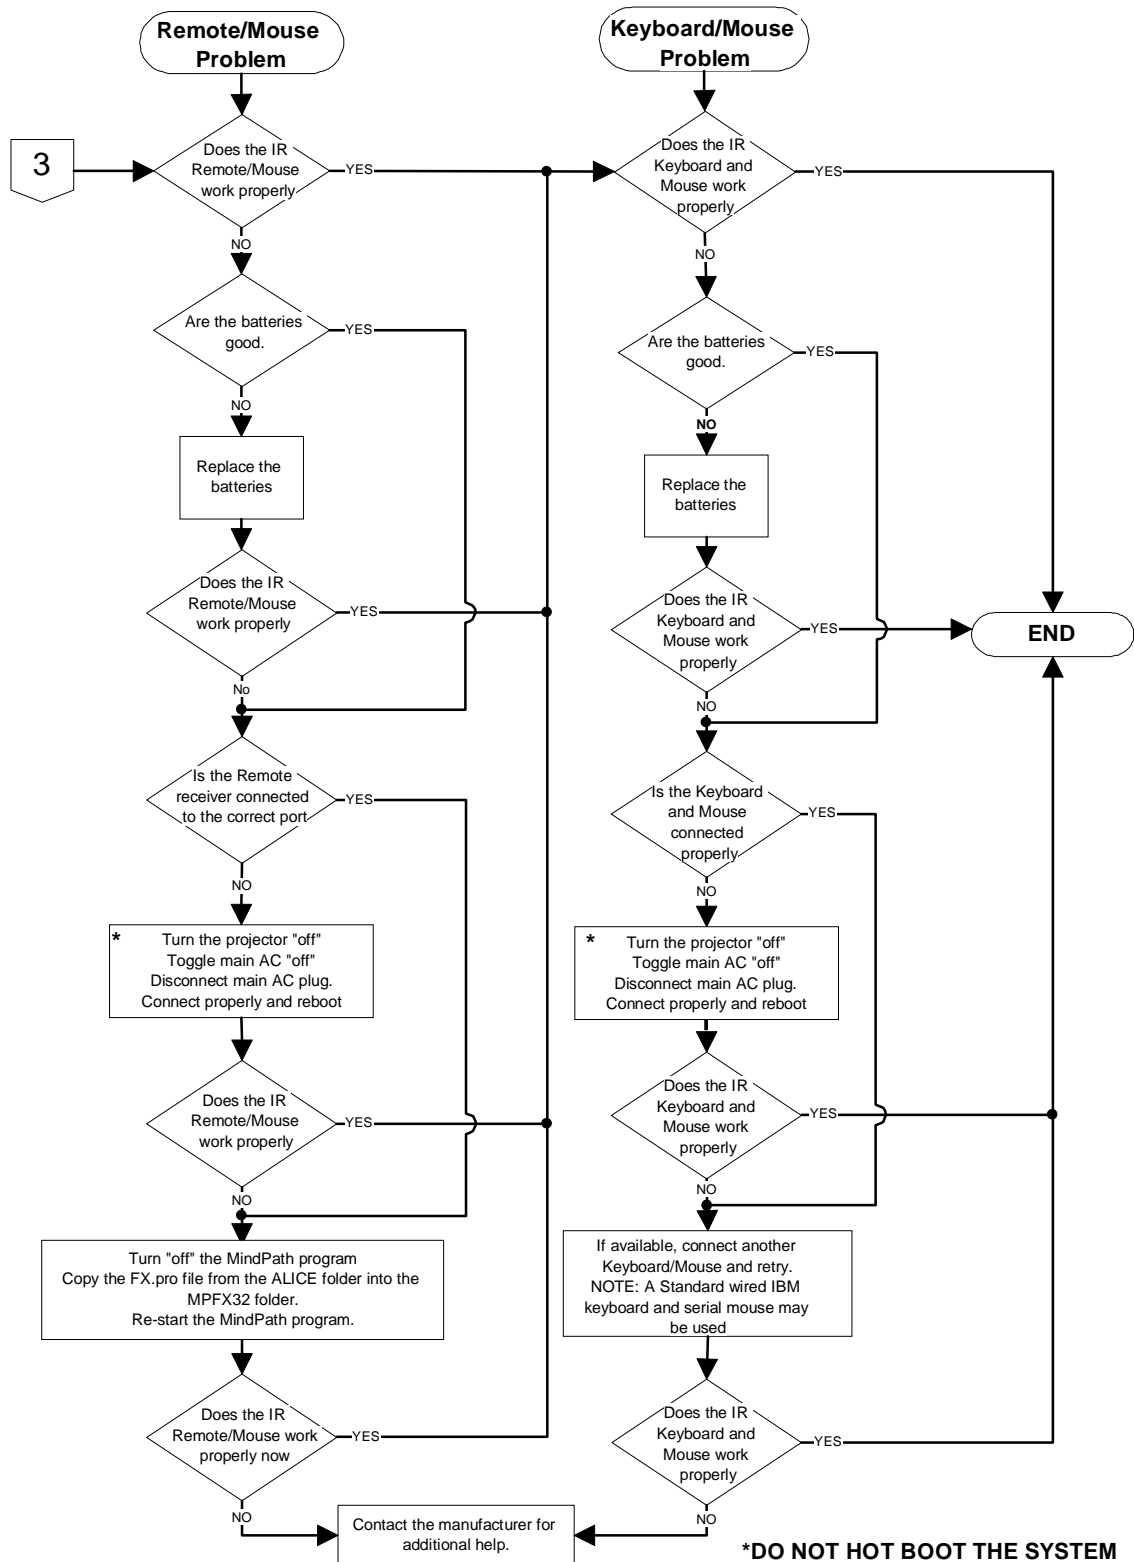 Remote/Mouse
Problem
3
Does the IR
Remote/Mouse
work properly
YES
NO
Are the batteries
good.
YES
NO
Replace the
batteries
Does the IR
Remote/Mouse
work properly
YES
No
Is the Remote
receiver connected
to the correct port
YES
NO
* Turn the projector "off"
Toggle main AC "off"
Disconnect main AC plug.
Connect properly and reboot
Does the IR
Remote/Mouse
work properly
YES
NO
Turn "off" the MindPath program
Copy the FX.pro file from the ALICE folder into the
MPFX32 folder.
Re-start the MindPath program.
Does the IR
Remote/Mouse work
properly now
YES
NO
Keyboard/Mouse
Problem
Does the IR
Keyboard and
Mouse work
properly
YES
NO
Are the batteries
good.
YES
NO
Replace the
batteries
Does the IR
Keyboard and
Mouse work
properly
YES
NO
END
Is the Keyboard
and Mouse
connected
properly
YES
NO
* Turn the projector "off"
Toggle main AC "off"
Disconnect main AC plug.
Connect properly and reboot
Does the IR
Keyboard and
Mouse work
properly
YES
NO
If available, connect another
Keyboard/Mouse and retry.
NOTE: A Standard wired IBM
keyboard and serial mouse may
be used
Does the IR
Keyboard and
Mouse work
properly
YES
NO
Contact the manufacturer for
additional help.
*DO NOT HOT BOOT THE SYSTEM